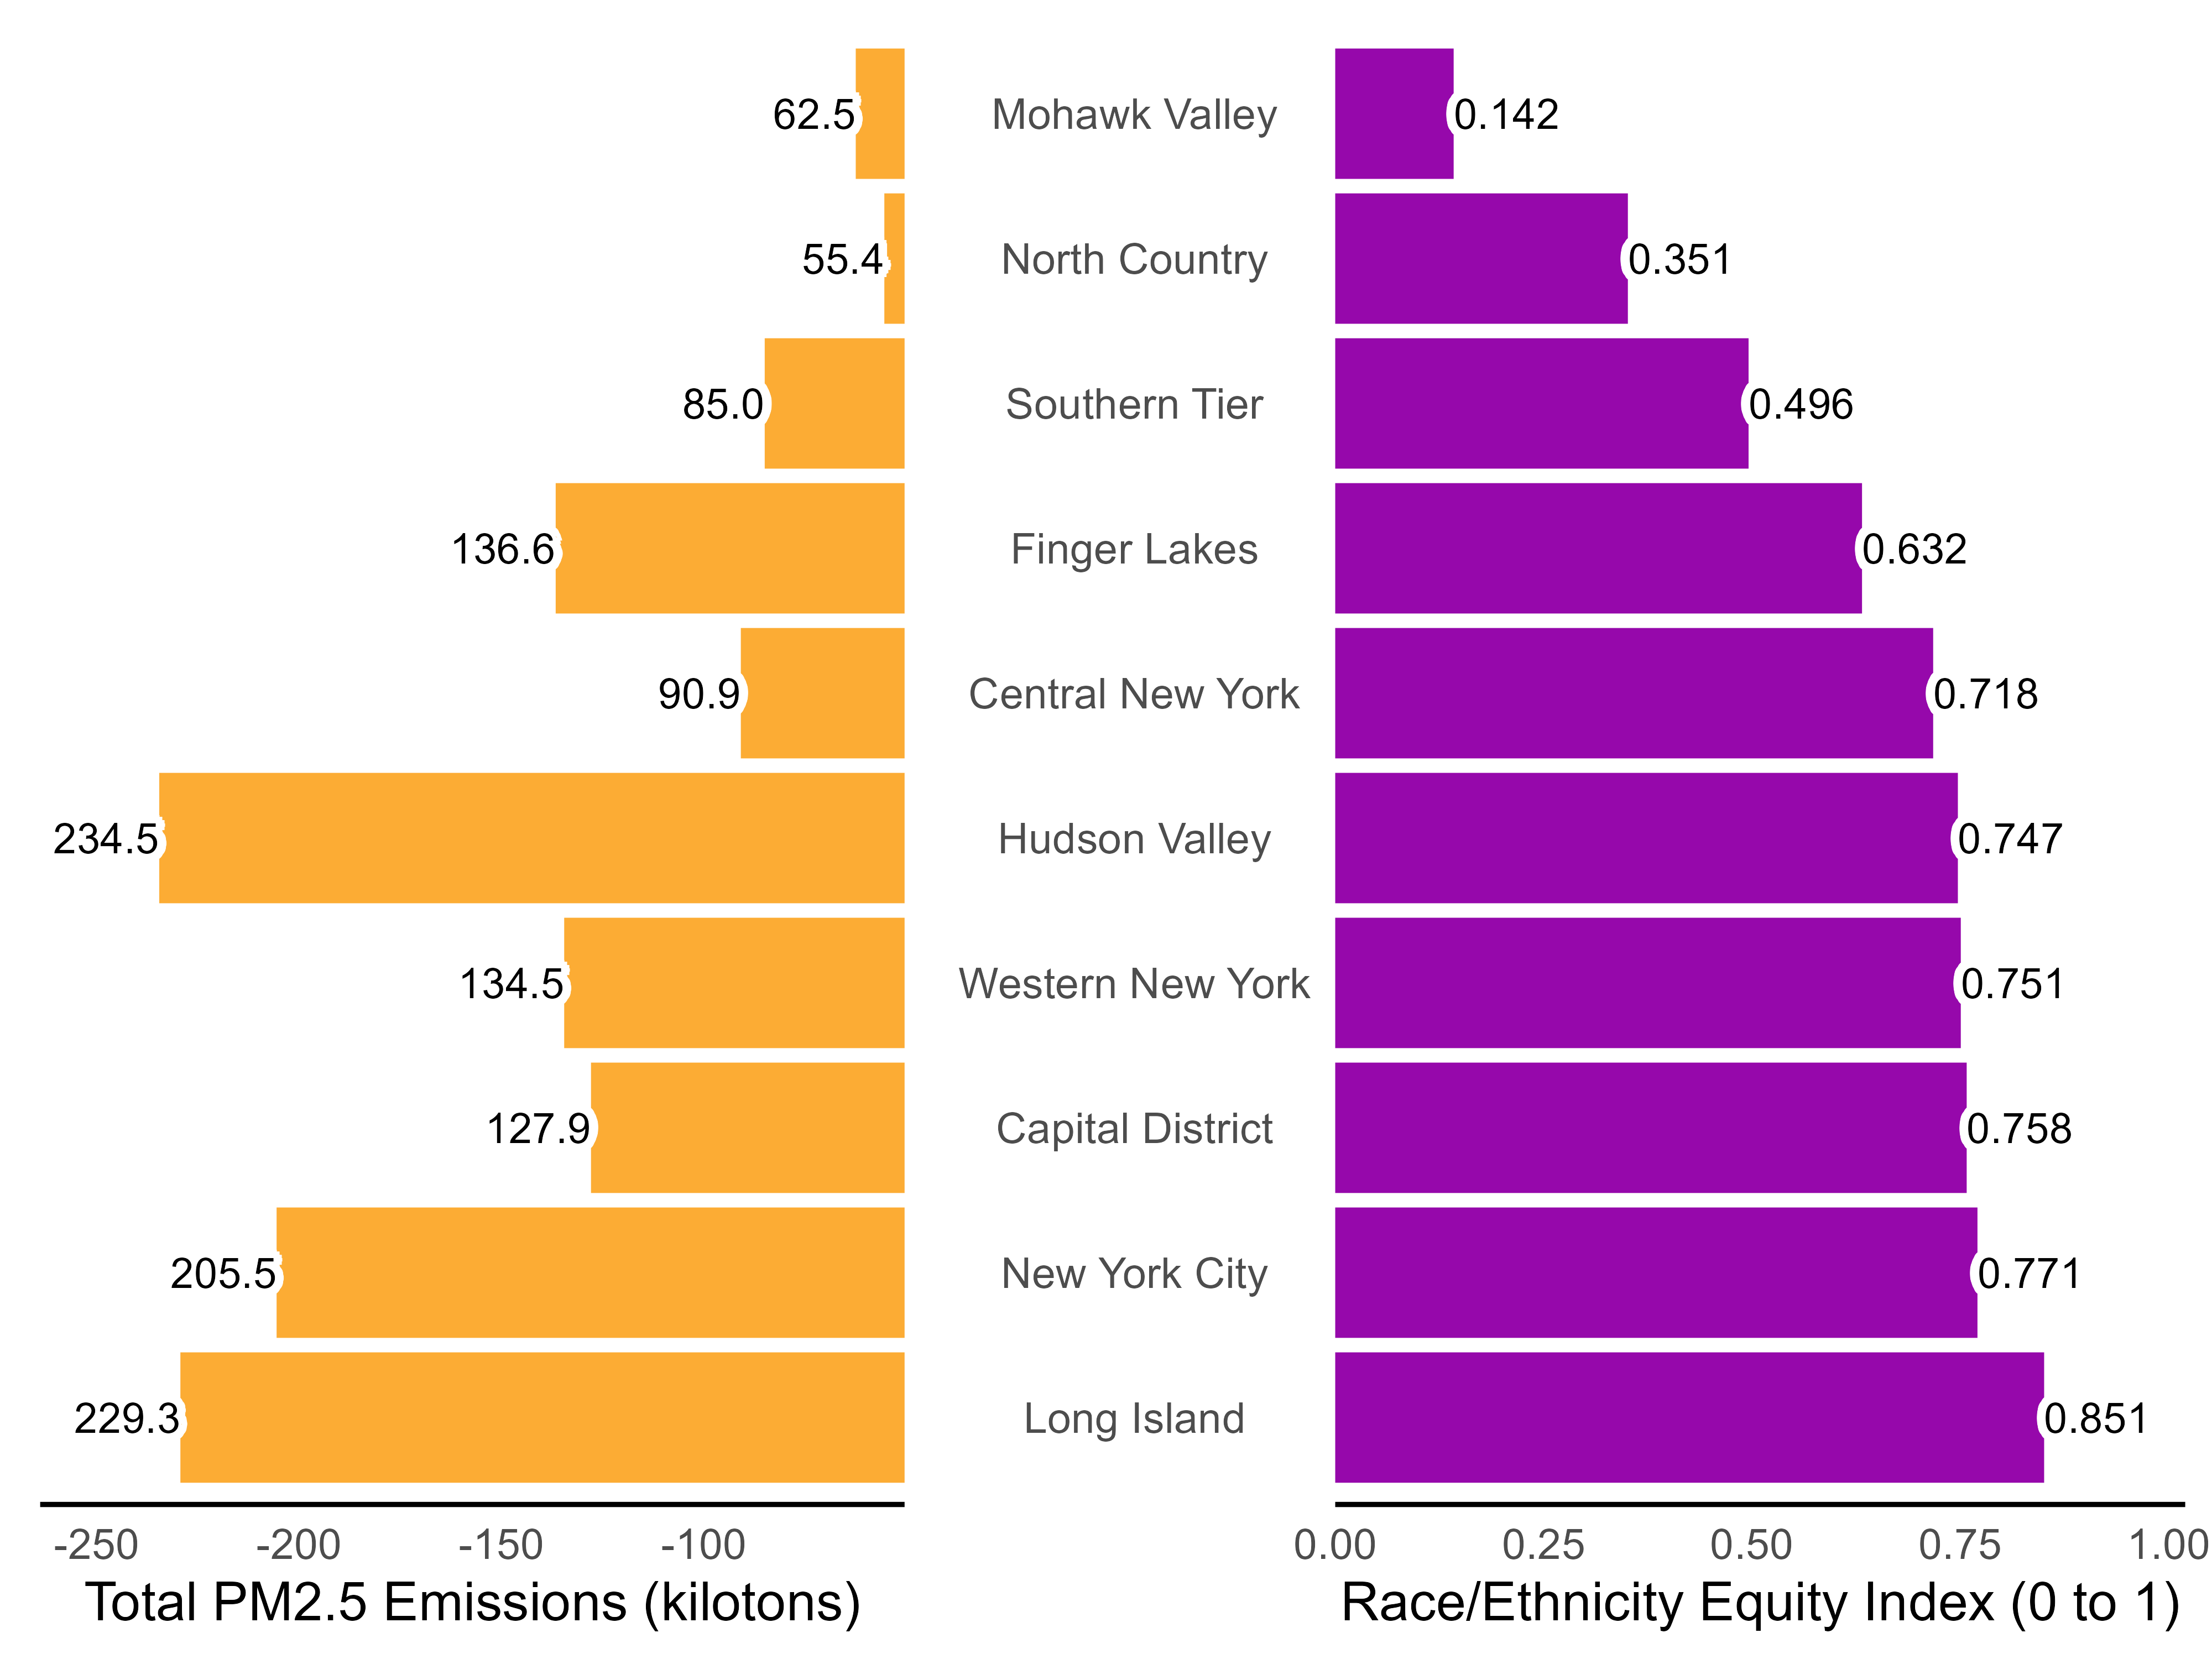 62.5 Mohawk Valley 0.142
55.4 North Country 0.351
85.0 Southern Tier 0.496
136.6 Finger Lakes 0.632
90.9 Central New York 0.718
234.5 Hudson Valley 0.747
134.5 Western New York 0.751
127.9 Capital District 0.758
205.5 New York City 0.771
229.3 Long Island 0.851
-250 -200 -150 -100 0.00 0.25 0.50 0.75 1.00
Total PM2.5 Emissions (kilotons) Race/Ethnicity Equity Index (0 to 1)